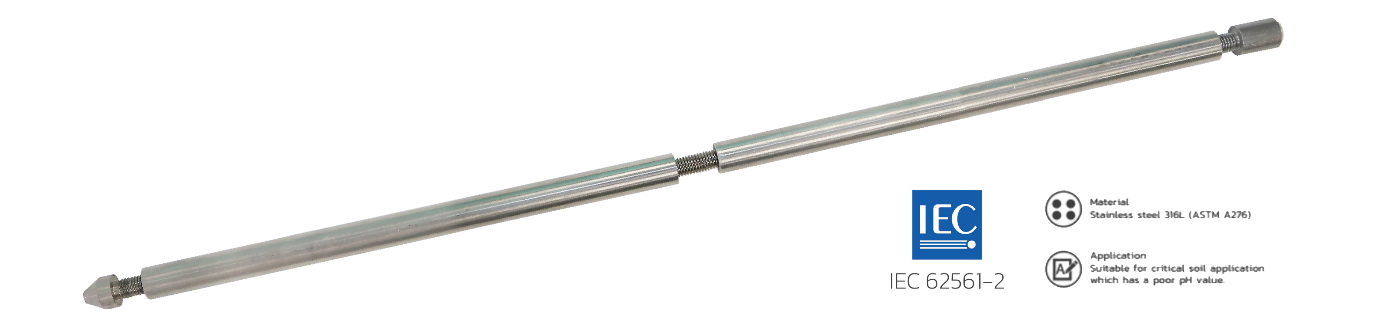 IEC
IEC 62561-2
Material
Stainless steel 316L (ASTM A276)
A
Application
Suitable for critical soil application
which has a poor pH value.